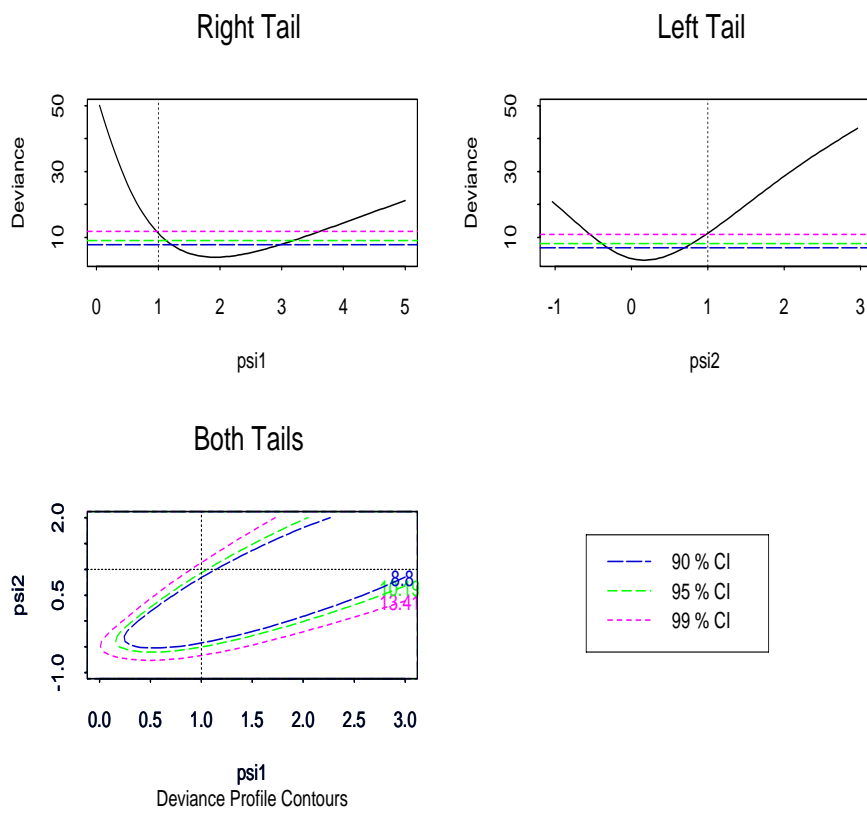 Right Tail
Deviance
50
30
10
0 1 2 3 4 5
psi1
Left Tail
Deviance
50
30
10
-1 0 1 2 3
psi2
Both Tails
psi2
2.0
0.5
-1.0
8.8
10.19
13.41
0.0 0.5 1.0 1.5 2.0 2.5 3.0
psi1
Deviance Profile Contours
90 % CI
95 % CI
99 % CI